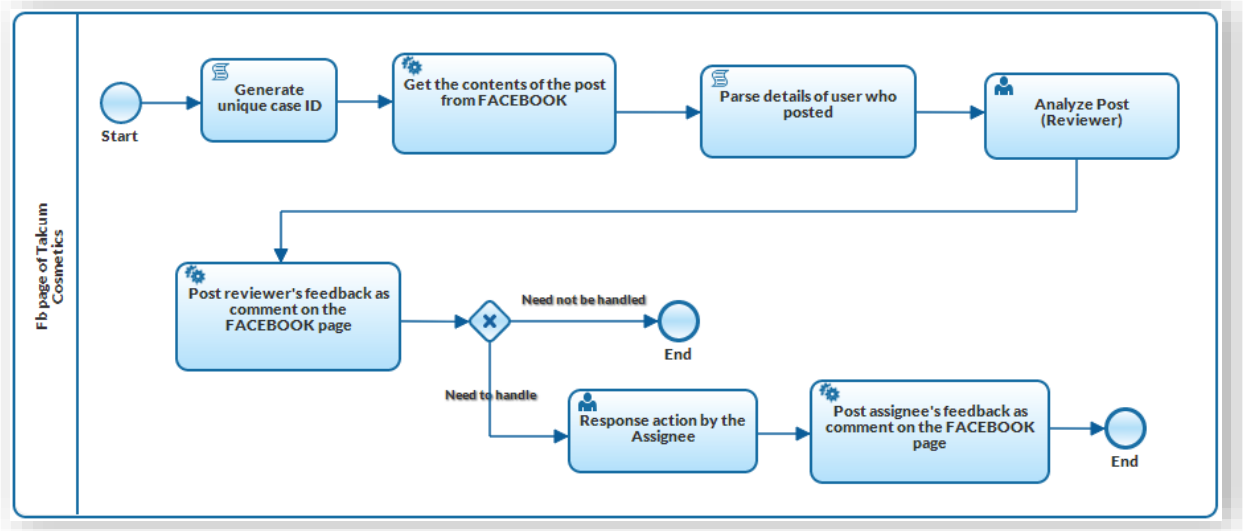 Fb page of Talcum
Cosmetics
Start
Generate
unique case ID
Get the contents of the post
from FACEBOOK
Parse details of user who
posted
Analyze Post
(Reviewer)
Post reviewer's feedback as
comment on the
FACEBOOK page
Need not be handled
End
Need to handle
Response action by the
Assignee
Post assignee's feedback as
comment on the FACEBOOK
page
End